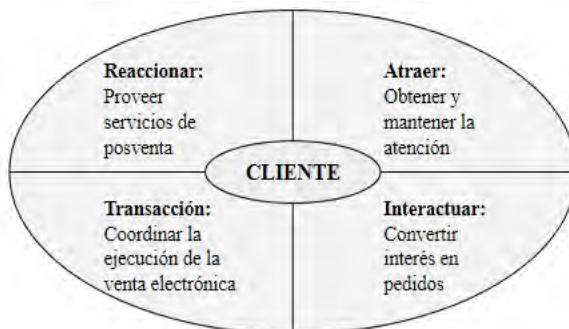 Reaccionar:
Proveer
servicios de
posventa
Atraer:
Obtener y
mantener la
atención
CLIENTE
Transacción:
Coordinar la
ejecución de la
venta electrónica
Interactuar:
Convertir
interés en
pedidos